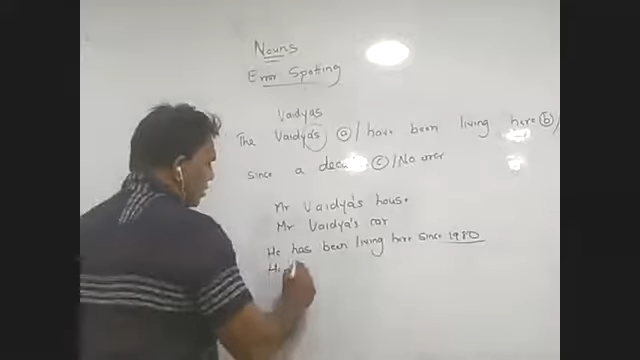 Nouns
Error Spotting
Vaidyas
The Vaidya's ⓐ/ have been living here ⓑ/
since a ⓒ/No error
Mr Vaidya's house
Mr Vaidya's car
He has been living here since 1980